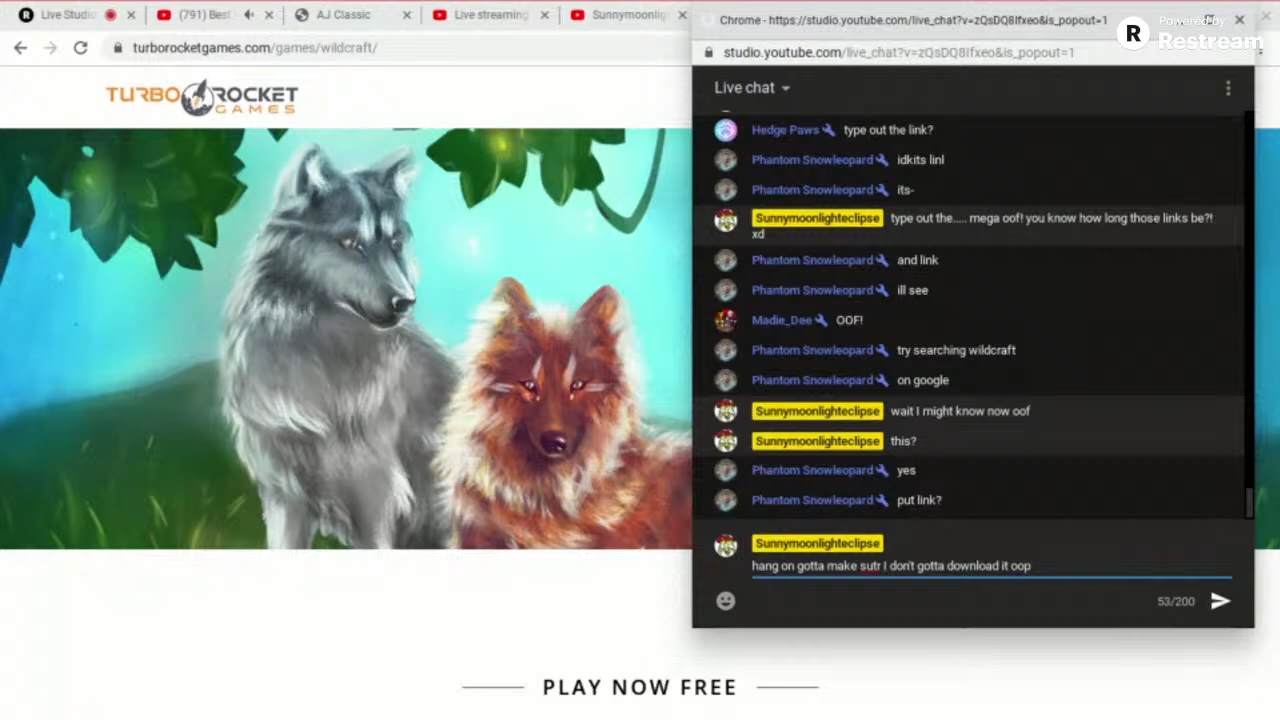 Live Studio
(791) Best
AJ Classic
Live streaming
Sunnymoonlig
Chrome - https://studio.youtube.com/live_chat?v=zQsDQ8Ifxeo&is_popout=1
Powered by
R Restream
turborocketgames.com/games/wildcraft/
studio.youtube.com/live_chat?v=zQsDQ8Ifxeo&is_popout=1
TURBO ROCKET
GAMES
Live chat
Hedge Paws type out the link?
Phantom Snowleopard idkits linl
Phantom Snowleopard its-
Sunnymoonlighteclipse type out the..... mega oof! you know how long those links be?!
xd
Phantom Snowleopard and link
Phantom Snowleopard ill see
Madie_Dee OOF!
Phantom Snowleopard try searching wildcraft
Phantom Snowleopard on google
Sunnymoonlighteclipse wait I might know now oof
Sunnymoonlighteclipse this?
Phantom Snowleopard yes
Phantom Snowleopard put link?
Sunnymoonlighteclipse
hang on gotta make sutr I don't gotta download it oop
53/200
PLAY NOW FREE